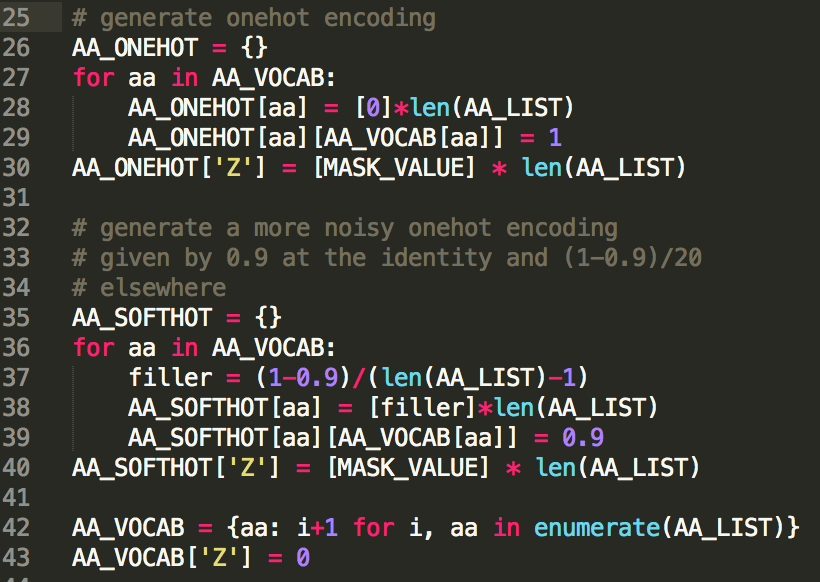 25 # generate onehot encoding
26 AA_ONEHOT = {}
27 for aa in AA_VOCAB:
28     AA_ONEHOT[aa] = [0]*len(AA_LIST)
29     AA_ONEHOT[aa][AA_VOCAB[aa]] = 1
30 AA_ONEHOT['Z'] = [MASK_VALUE] * len(AA_LIST)
31
32 # generate a more noisy onehot encoding
33 # given by 0.9 at the identity and (1-0.9)/20
34 # elsewhere
35 AA_SOFTHOT = {}
36 for aa in AA_VOCAB:
37     filler = (1-0.9)/(len(AA_LIST)-1)
38     AA_SOFTHOT[aa] = [filler]*len(AA_LIST)
39     AA_SOFTHOT[aa][AA_VOCAB[aa]] = 0.9
40 AA_SOFTHOT['Z'] = [MASK_VALUE] * len(AA_LIST)
41
42 AA_VOCAB = {aa: i+1 for i, aa in enumerate(AA_LIST)}
43 AA_VOCAB['Z'] = 0